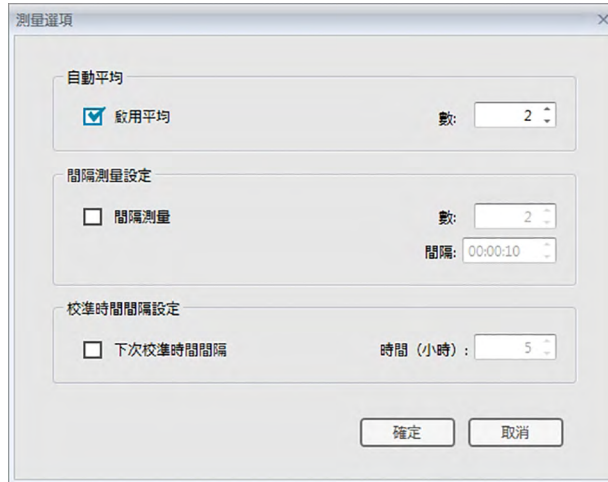 測量選項
自動平均
啟用平均 數: 2
間隔測量設定
間隔測量 數: 2
間隔: 00:00:10
校準時間間隔設定
下次校準時間間隔 時間（小時）: 5
確定 取消